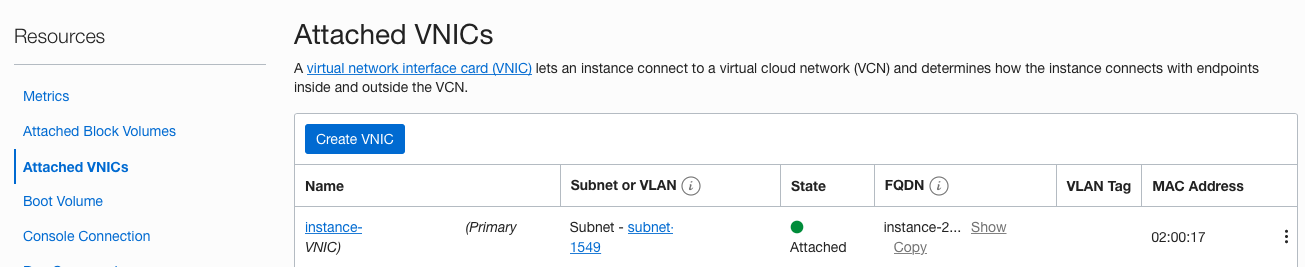 Resources
Metrics
Attached Block Volumes
Attached VNICs
Boot Volume
Console Connection
Attached VNICs
A virtual network interface card (VNIC) lets an instance connect to a virtual cloud network (VCN) and determines how the instance connects with endpoints
inside and outside the VCN.
Create VNIC
Name Subnet or VLAN i State FQDN i VLAN Tag MAC Address
instance- (Primary Subnet - subnet- instance-2... Show
VNIC) 1549 Attached Copy 02:00:17